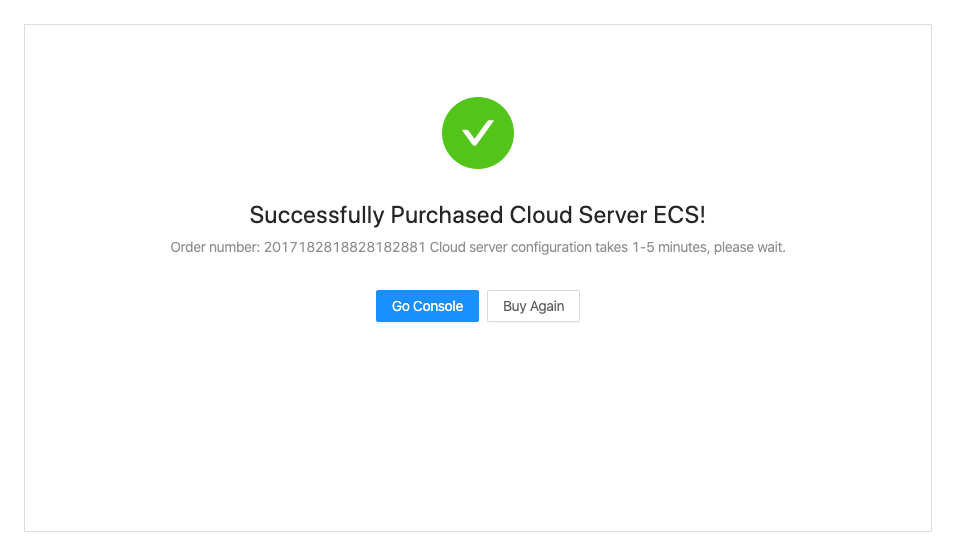 Successfully Purchased Cloud Server ECS!
Order number: 2017182818828182881 Cloud server configuration takes 1-5 minutes, please wait.
Go Console
Buy Again